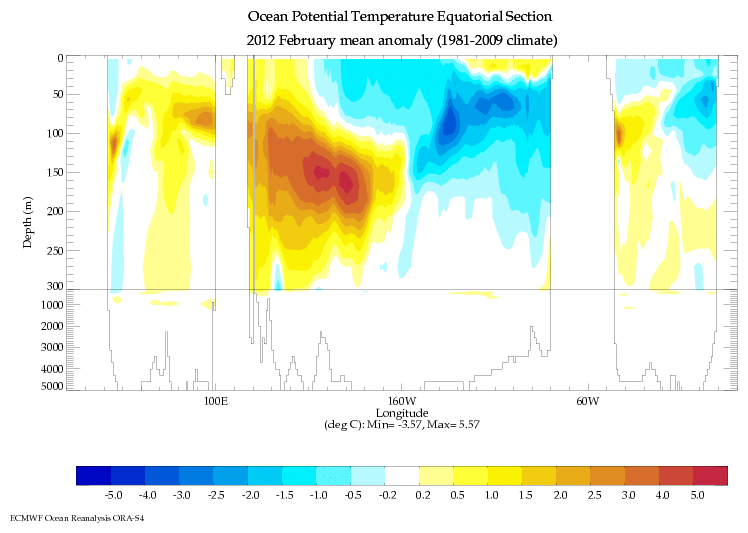 Ocean Potential Temperature Equatorial Section
2012 February mean anomaly (1981-2009 climate)
0
50
100
150
200
250
300
1000
2000
3000
4000
5000
Depth (m)
100E 160W 60W
Longitude
(deg C): Min= -3.57, Max= 5.57
-5.0 -4.0 -3.0 -2.5 -2.0 -1.5 -1.0 -0.5 -0.2 0.2 0.5 1.0 1.5 2.0 2.5 3.0 4.0 5.0
ECMWF Ocean Reanalysis ORA-S4